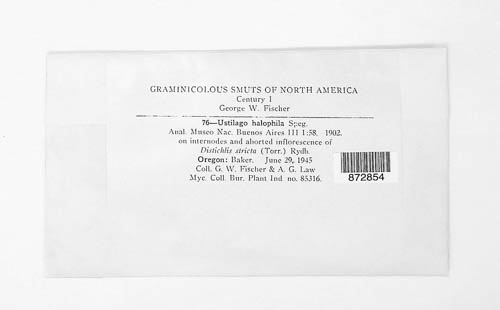 GRAMINICOLOUS SMUTS OF NORTH AMERICA
Century I
George W. Fischer
76—Ustilago halophila Speg.
Anal. Museo Nac. Buenos Aires III 1:58. 1902.
on internodes and aborted inflorescence of
Distichlis stricta (Torr.) Rydb.
Oregon: Baker. June 29, 1945
Coll. G. W. Fischer & A. G. Law
Myc. Coll. Bur. Plant Ind. no. 85316.
872854